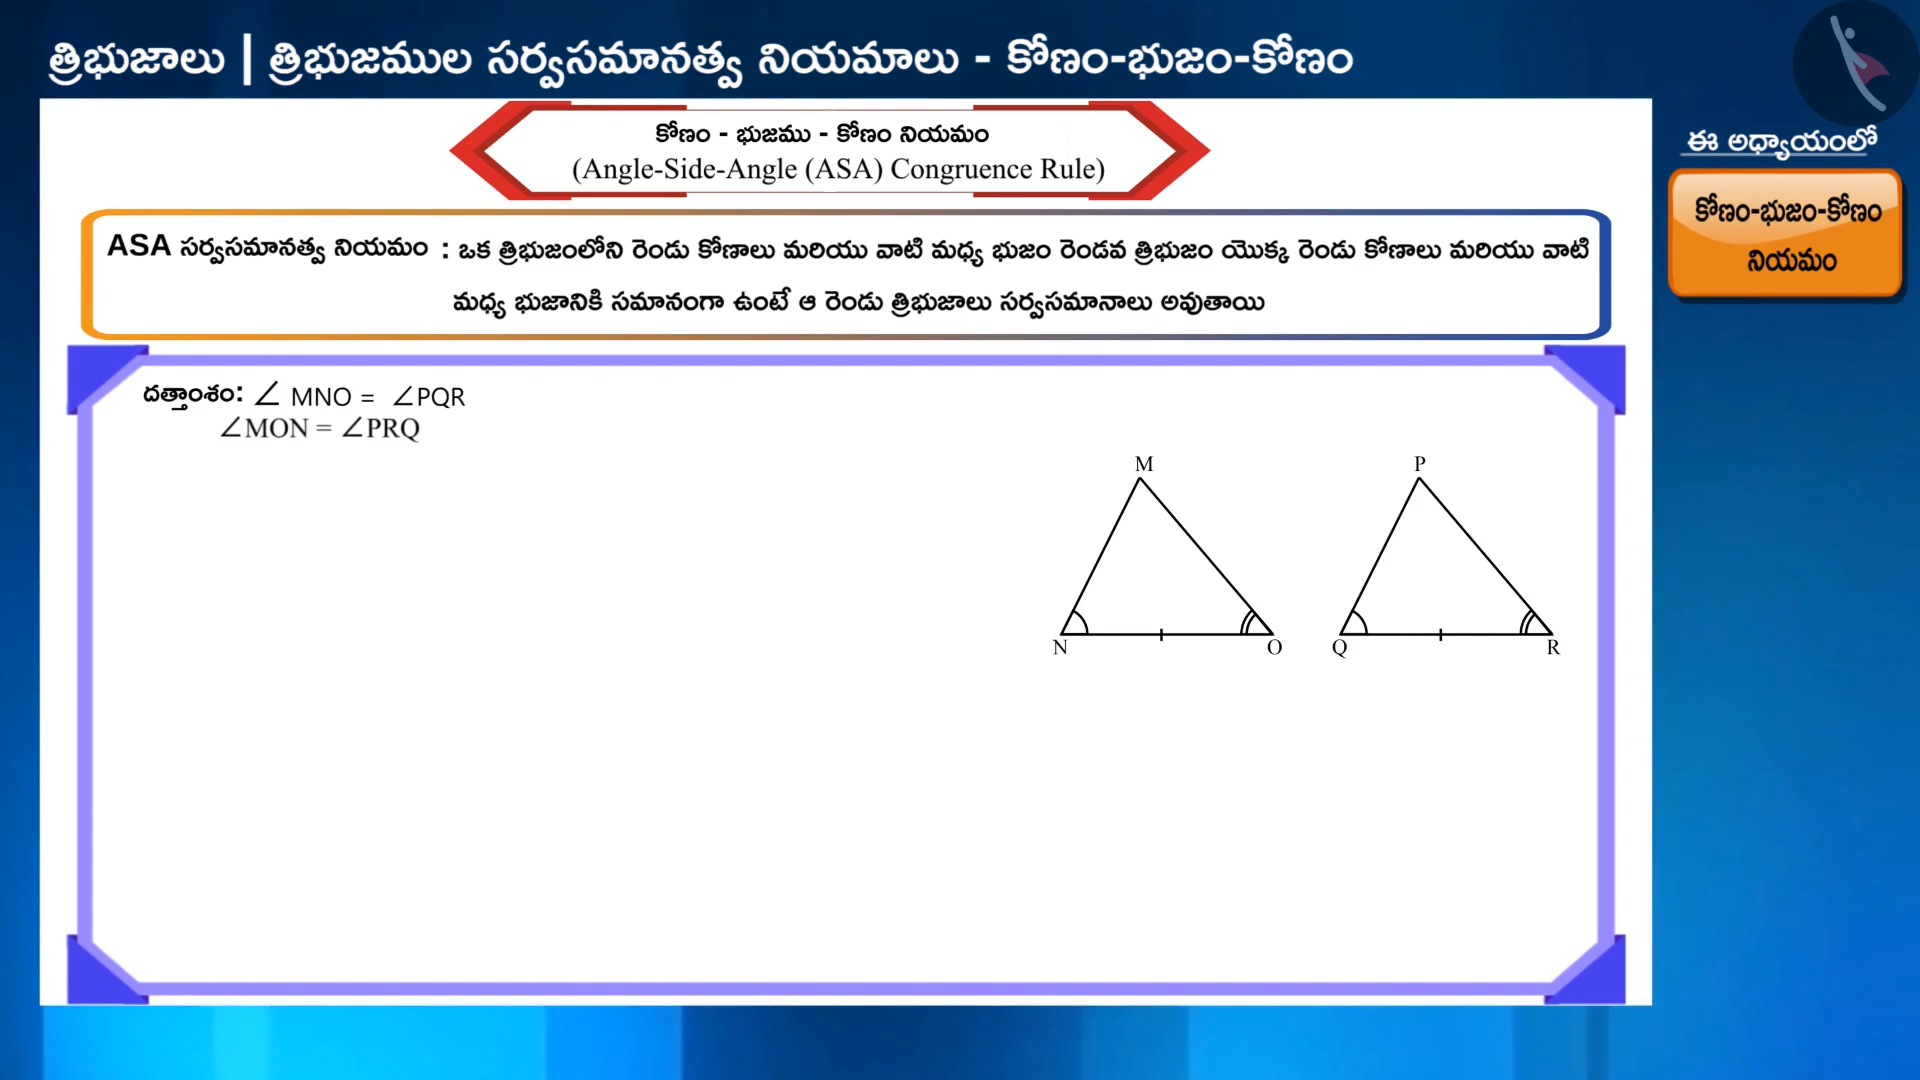 త్రిభుజాలు | త్రిభుజముల సర్వసమానత్వ నియమాలు - కోణం-భుజం-కోణం
కోణం - భుజము - కోణం నియమం
(Angle-Side-Angle (ASA) Congruence Rule)
ఈ అధ్యాయంలో
కోణం-భుజం-కోణం
నియమం
ASA సర్వసమానత్వ నియమం : ఒక త్రిభుజంలోని రెండు కోణాలు మరియు వాటి మధ్య భుజం రెండవ త్రిభుజం యొక్క రెండు కోణాలు మరియు వాటి
మధ్య భుజానికి సమానంగా ఉంటే ఆ రెండు త్రిభుజాలు సర్వసమానాలు అవుతాయి
దత్తాంశం: ∠ MNO = ∠PQR
∠MON = ∠PRQ
M P
N O Q R